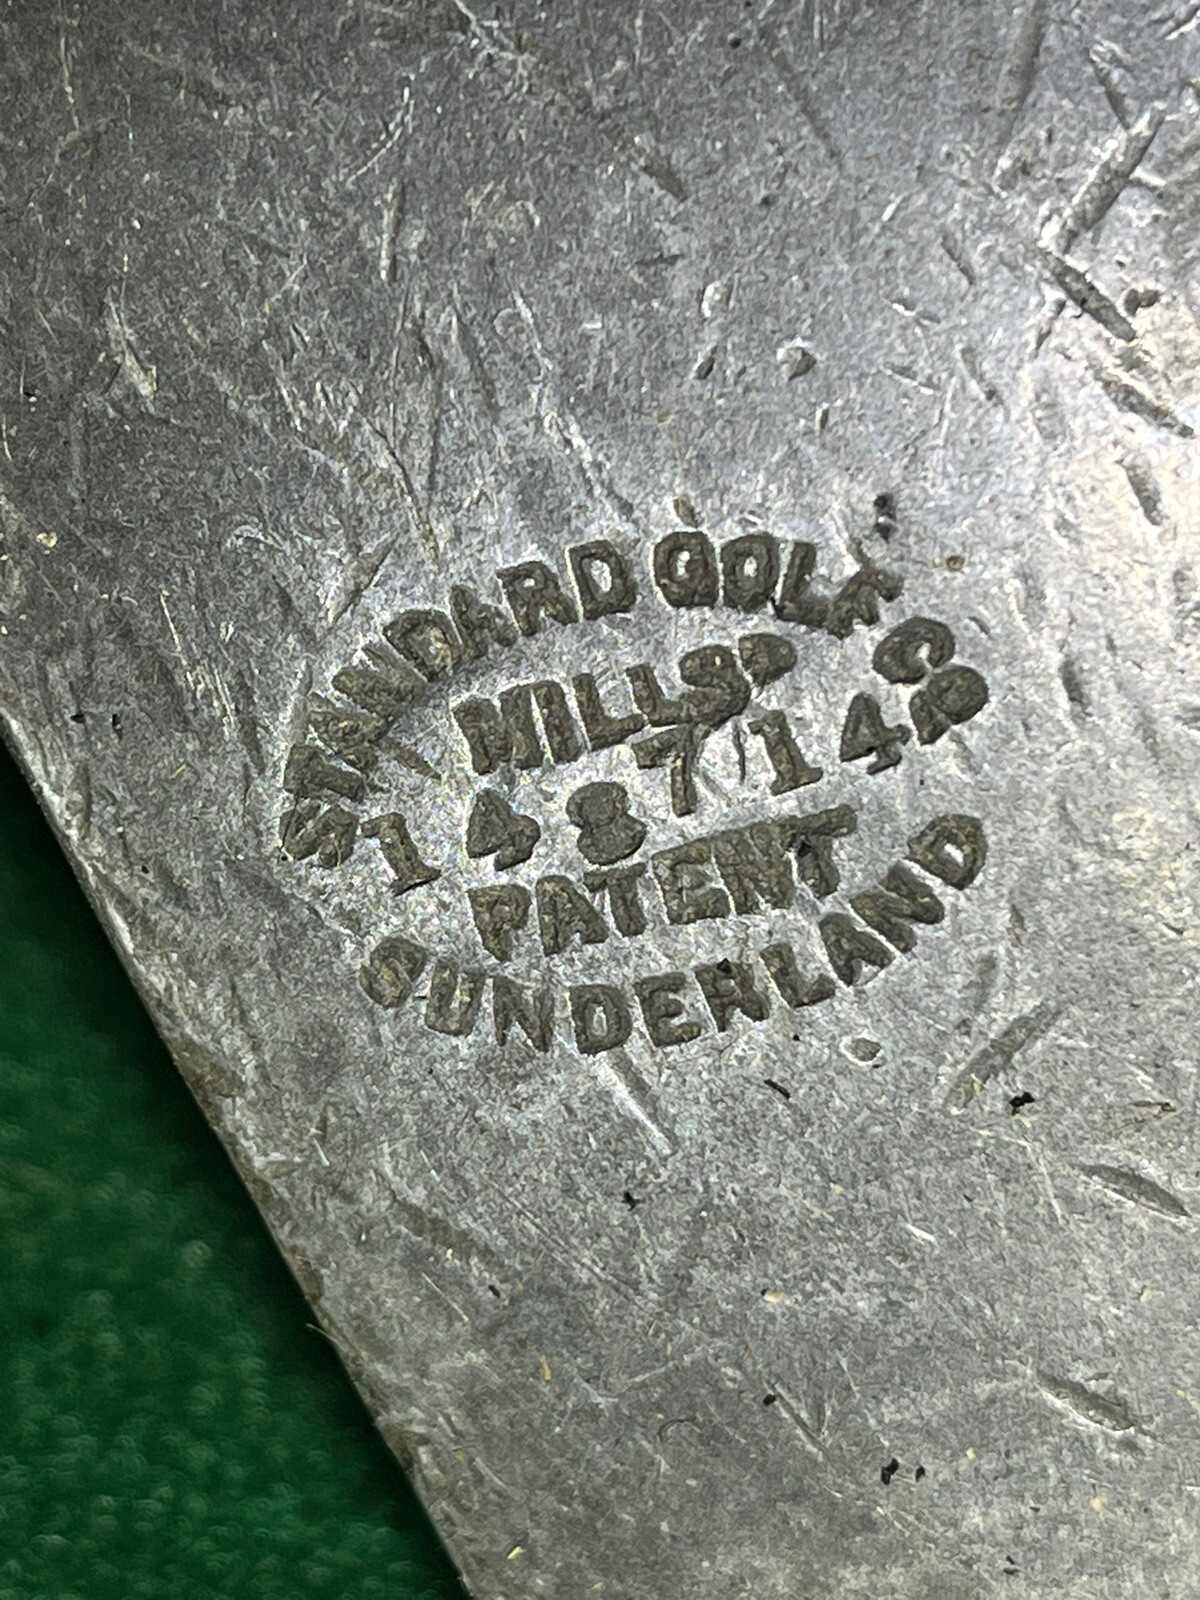 STANDARD GOLF CO
MILLS
148714
PATENT
SUNDERLAND